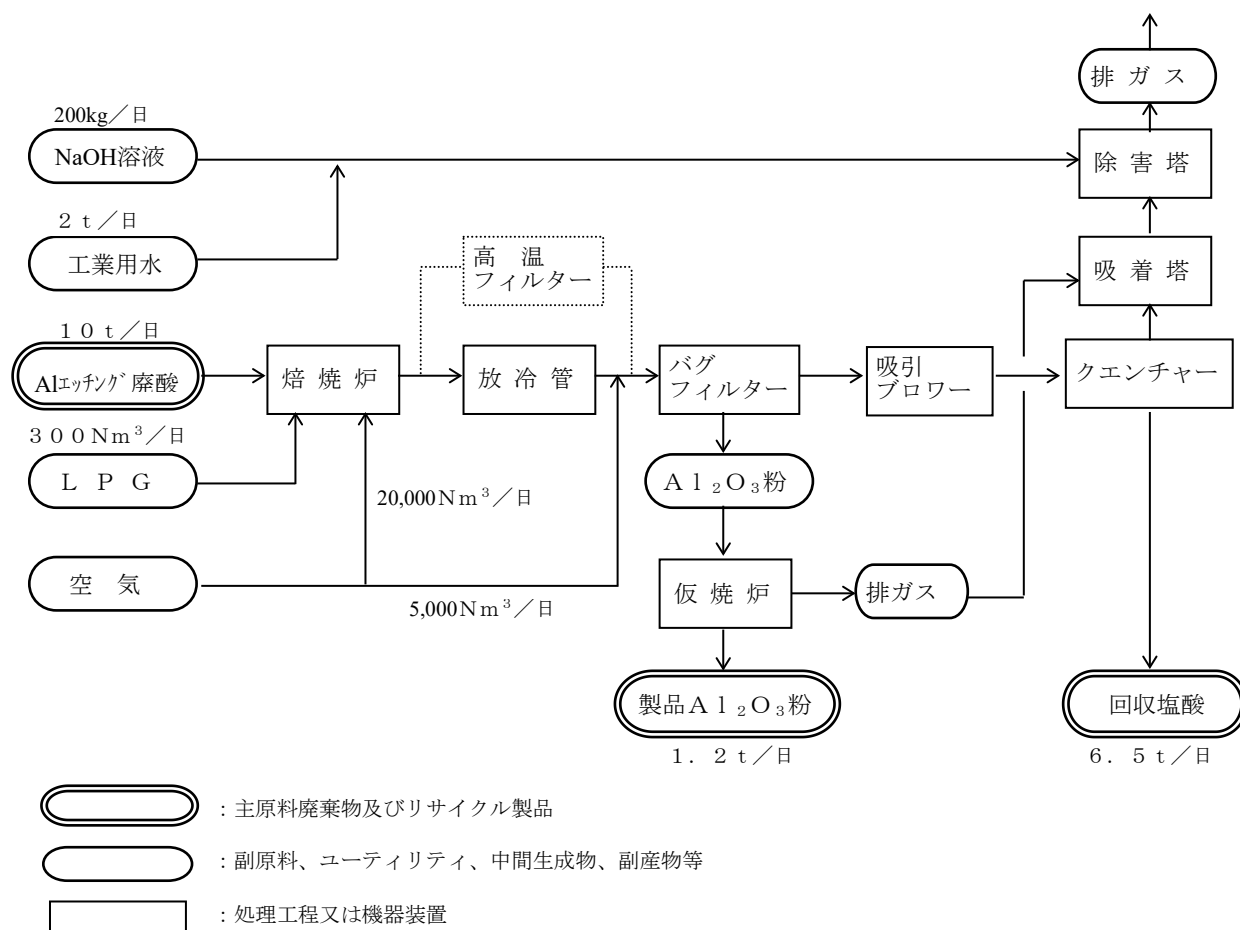 排 ガ ス
200kg／日
NaOH溶液
除 害 塔
２ｔ／日
工業用水
高　温
フィルター
吸 着 塔
１０ｔ／日
Alｴｯﾁﾝｸﾞ廃酸
焙 焼 炉
放 冷 管
バグ
フィルター
吸引
ブロワー
クエンチャー
３００Ｎｍ³／日
Ｌ Ｐ Ｇ
20,000Ｎｍ³／日
Ａｌ₂Ｏ₃粉
空　気
5,000Ｎｍ³／日
仮 焼 炉
排ガス
製品Ａｌ₂Ｏ₃粉
回収塩酸
１．２ｔ／日
６．５ｔ／日
：主原料廃棄物及びリサイクル製品
：副原料、ユーティリティ、中間生成物、副産物等
：処理工程又は機器装置